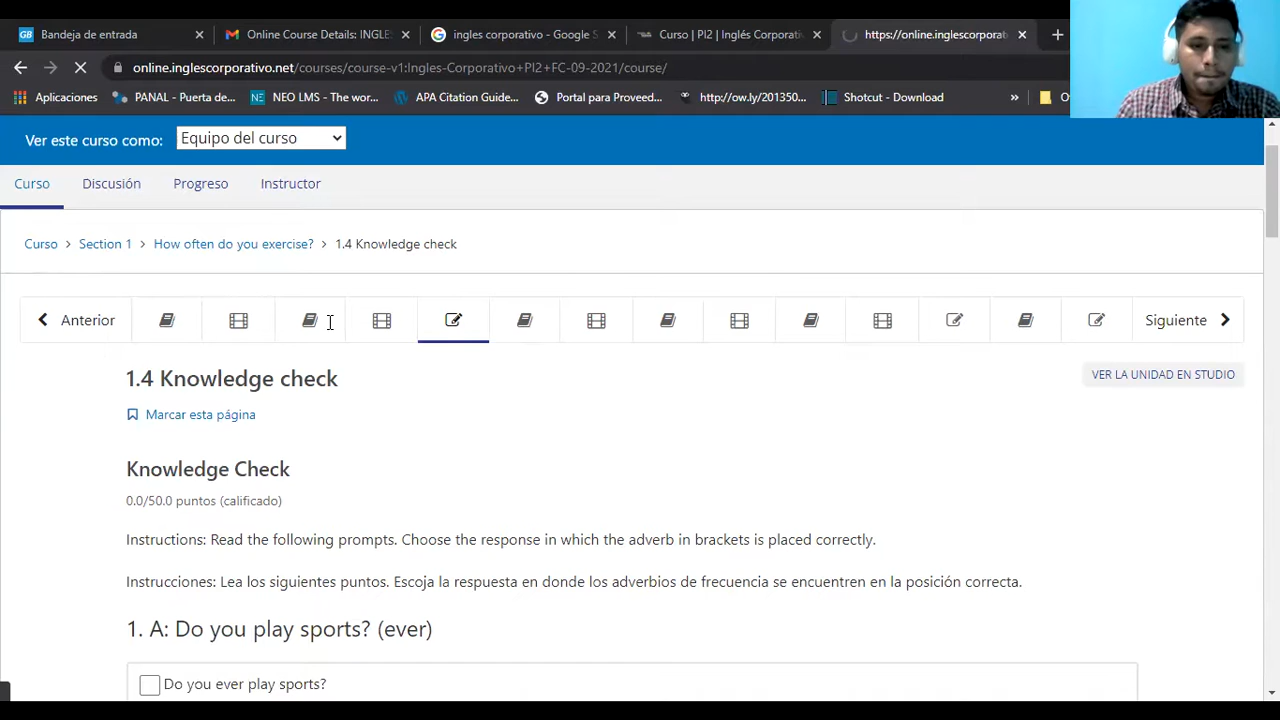 Bandeja de entrada
Online Course Details: INGLES
ingles corporativo - Google S
Curso | PI2 | Inglés Corporati
https://online.inglescorporat
online.inglescorporativo.net/courses/course-v1:Ingles-Corporativo+PI2+FC-09-2021/course/
Aplicaciones
PANAL - Puerta de...
NEO LMS - The wor...
APA Citation Guide...
Portal para Proveed...
http://ow.ly/201350...
Shotcut - Download
»
Ver este curso como:
Equipo del curso
Curso
Discusión
Progreso
Instructor
Curso > Section 1 > How often do you exercise? > 1.4 Knowledge check
Anterior
Siguiente
1.4 Knowledge check
VER LA UNIDAD EN STUDIO
Marcar esta página
Knowledge Check
0.0/50.0 puntos (calificado)
Instructions: Read the following prompts. Choose the response in which the adverb in brackets is placed correctly.
Instrucciones: Lea los siguientes puntos. Escoja la respuesta en donde los adverbios de frecuencia se encuentren en la posición correcta.
1. A: Do you play sports? (ever)
Do you ever play sports?